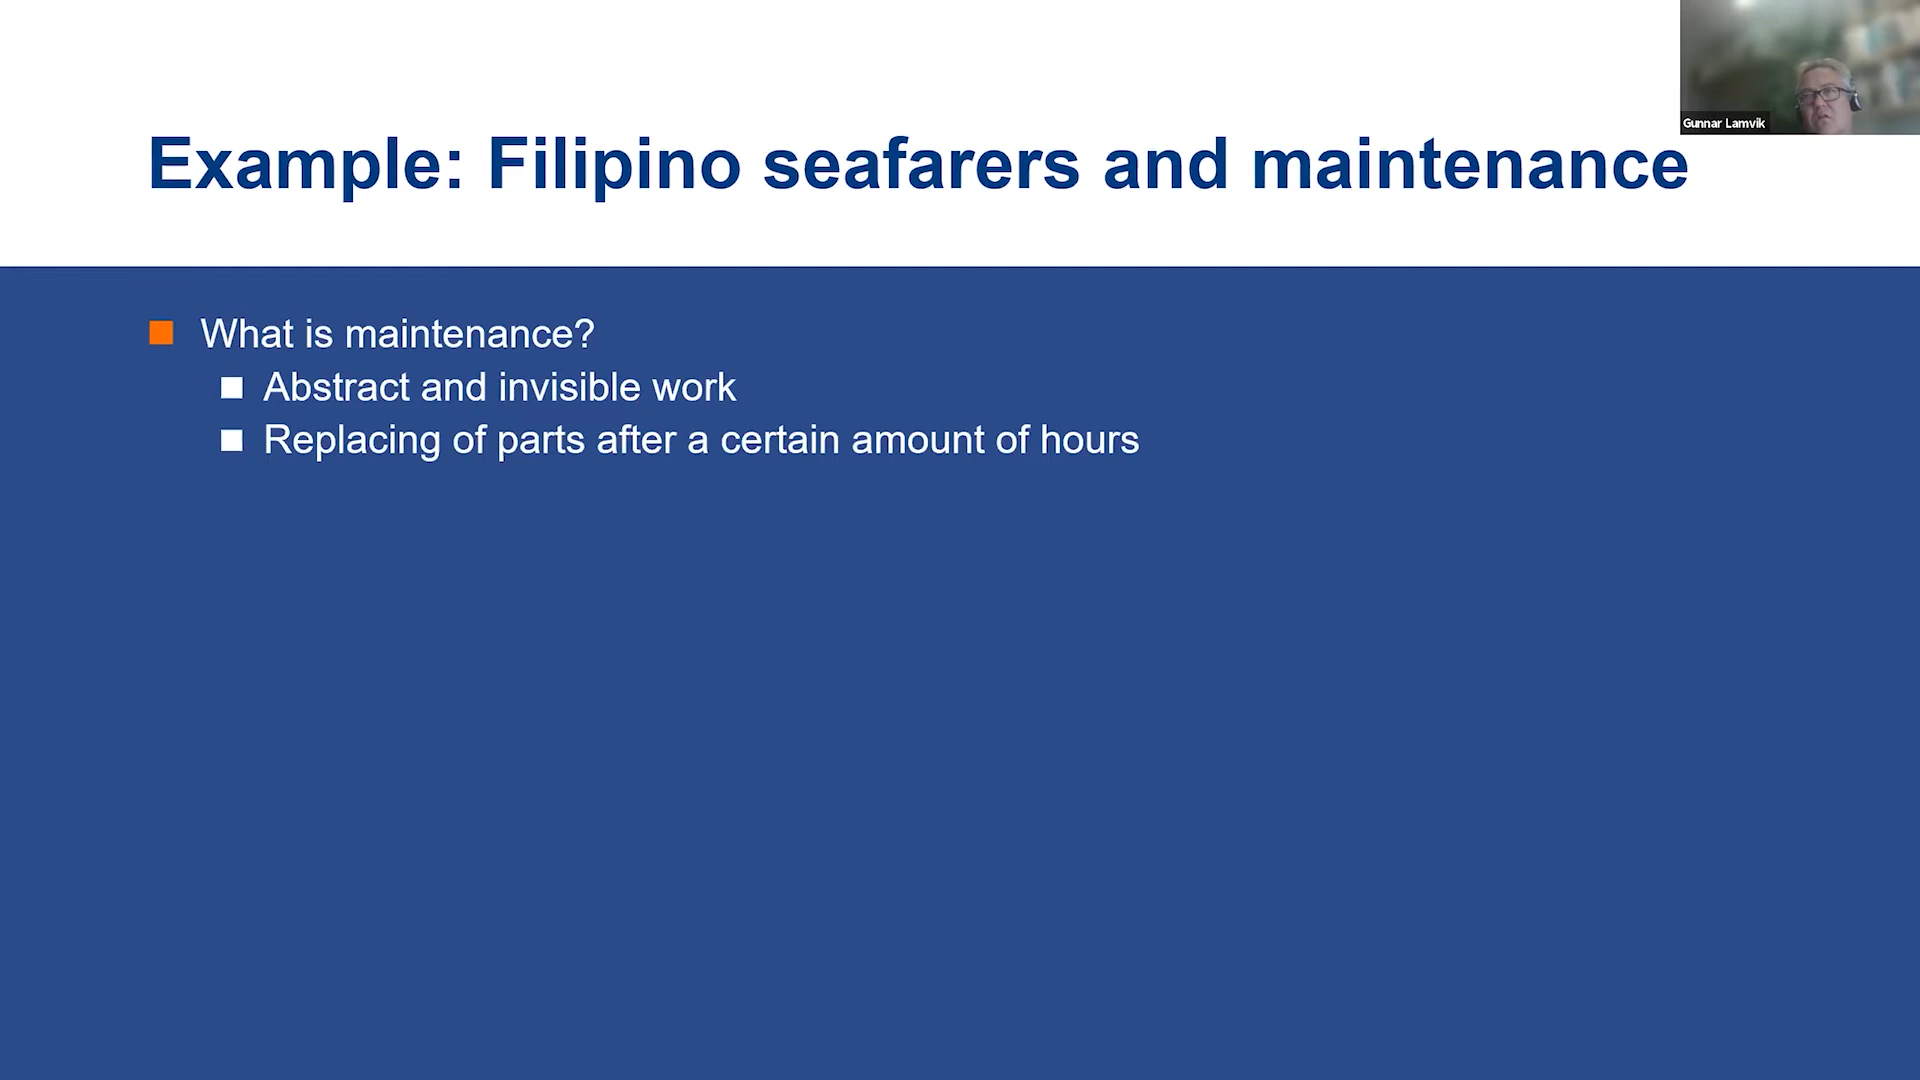 Gunnar Lamvik
Example: Filipino seafarers and maintenance
What is maintenance?
Abstract and invisible work
Replacing of parts after a certain amount of hours